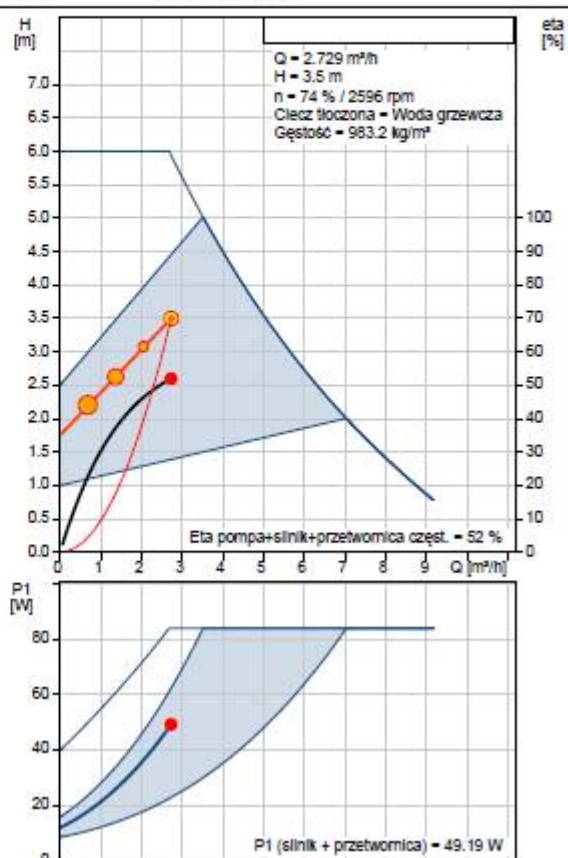 H
[m]
eta
[%]
Q = 2.729 m³/h
H = 3.5 m
n = 74 % / 2596 rpm
Ciecz tłoczona = Woda grzewcza
Gęstość = 983.2 kg/m³
7.0
6.0
5.5
5.0
4.5
4.0
3.5
3.0
2.5
2.0
1.5
1.0
0.5
0.0
100
90
80
70
60
50
40
30
20
10
0
Eta pompa+silnik+przetwornica częst. = 52 %
0 1 2 3 4 5 6 7 8 9 Q [m³/h]
P1
[W]
80
60
40
20
0
P1 (silnik + przetwornica) = 49.19 W